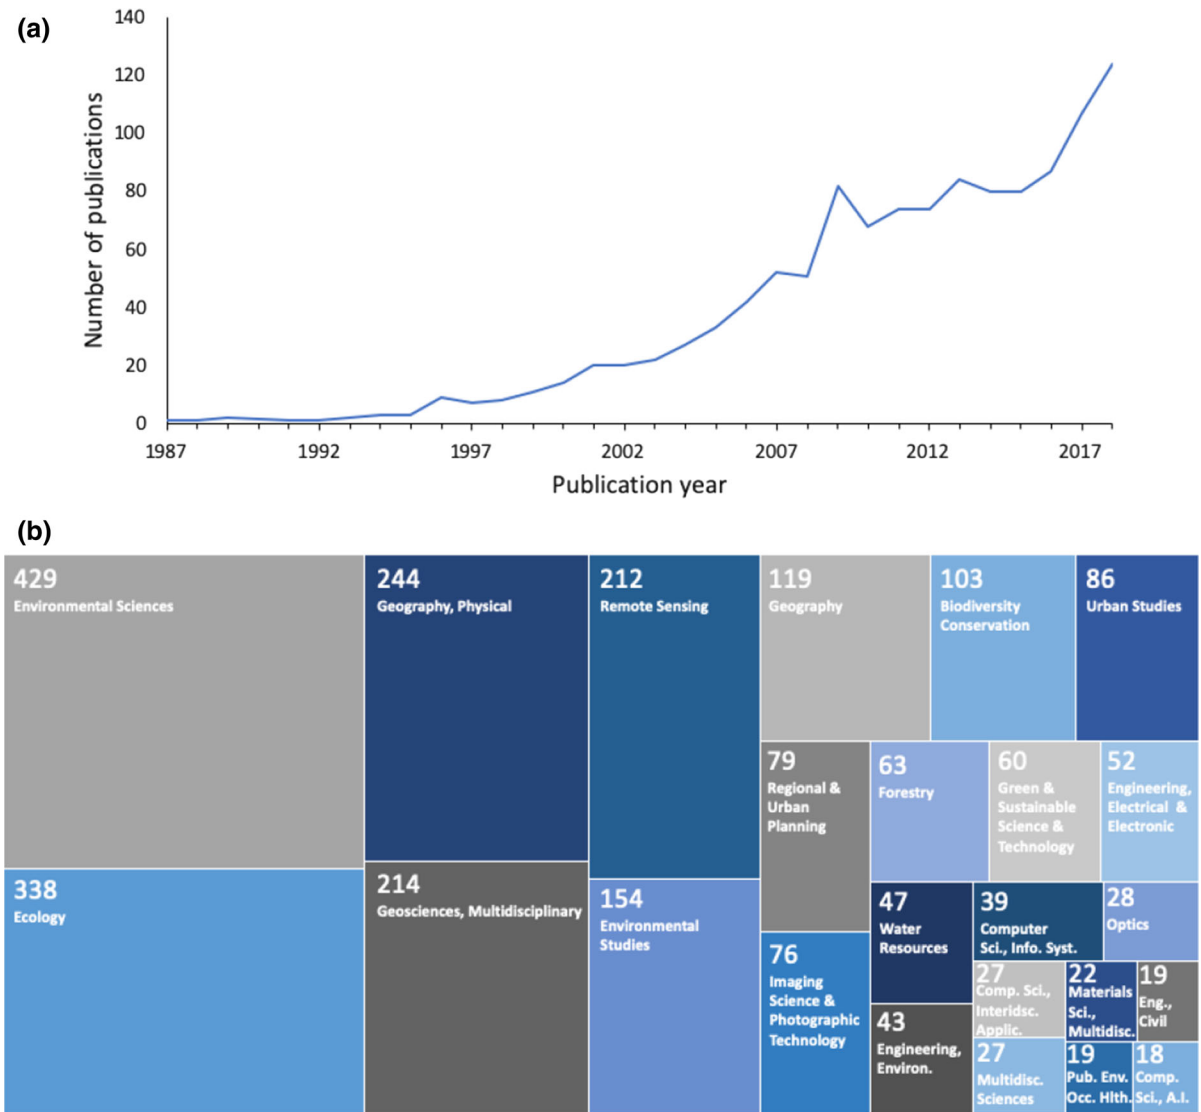 (a)
140
120
100
80
60
40
20
0
Number of publications
1987
1992
1997
2002
2007
2012
2017
Publication year
(b)
429
Environmental Sciences
244
Geography, Physical
212
Remote Sensing
119
Geography
103
Biodiversity
Conservation
86
Urban Studies
79
Regional &
Urban
Planning
63
Forestry
60
Green &
Sustainable
Science &
Technology
52
Engineering,
Electrical &
Electronic
338
Ecology
214
Geosciences, Multidisciplinary
154
Environmental
Studies
76
Imaging
Science &
Photographic
Technology
47
Water
Resources
39
Computer
Sci., Info. Syst.
28
Optics
43
Engineering,
Environ.
27
Comp. Sci.,
Interidsc.
Applic.
22
Materials
Sci.,
Multidisc.
19
Eng.,
Civil
27
Multidisc.
Sciences
19
Pub. Env.
Occ. Hlth.
18
Comp.
Sci., A.I.